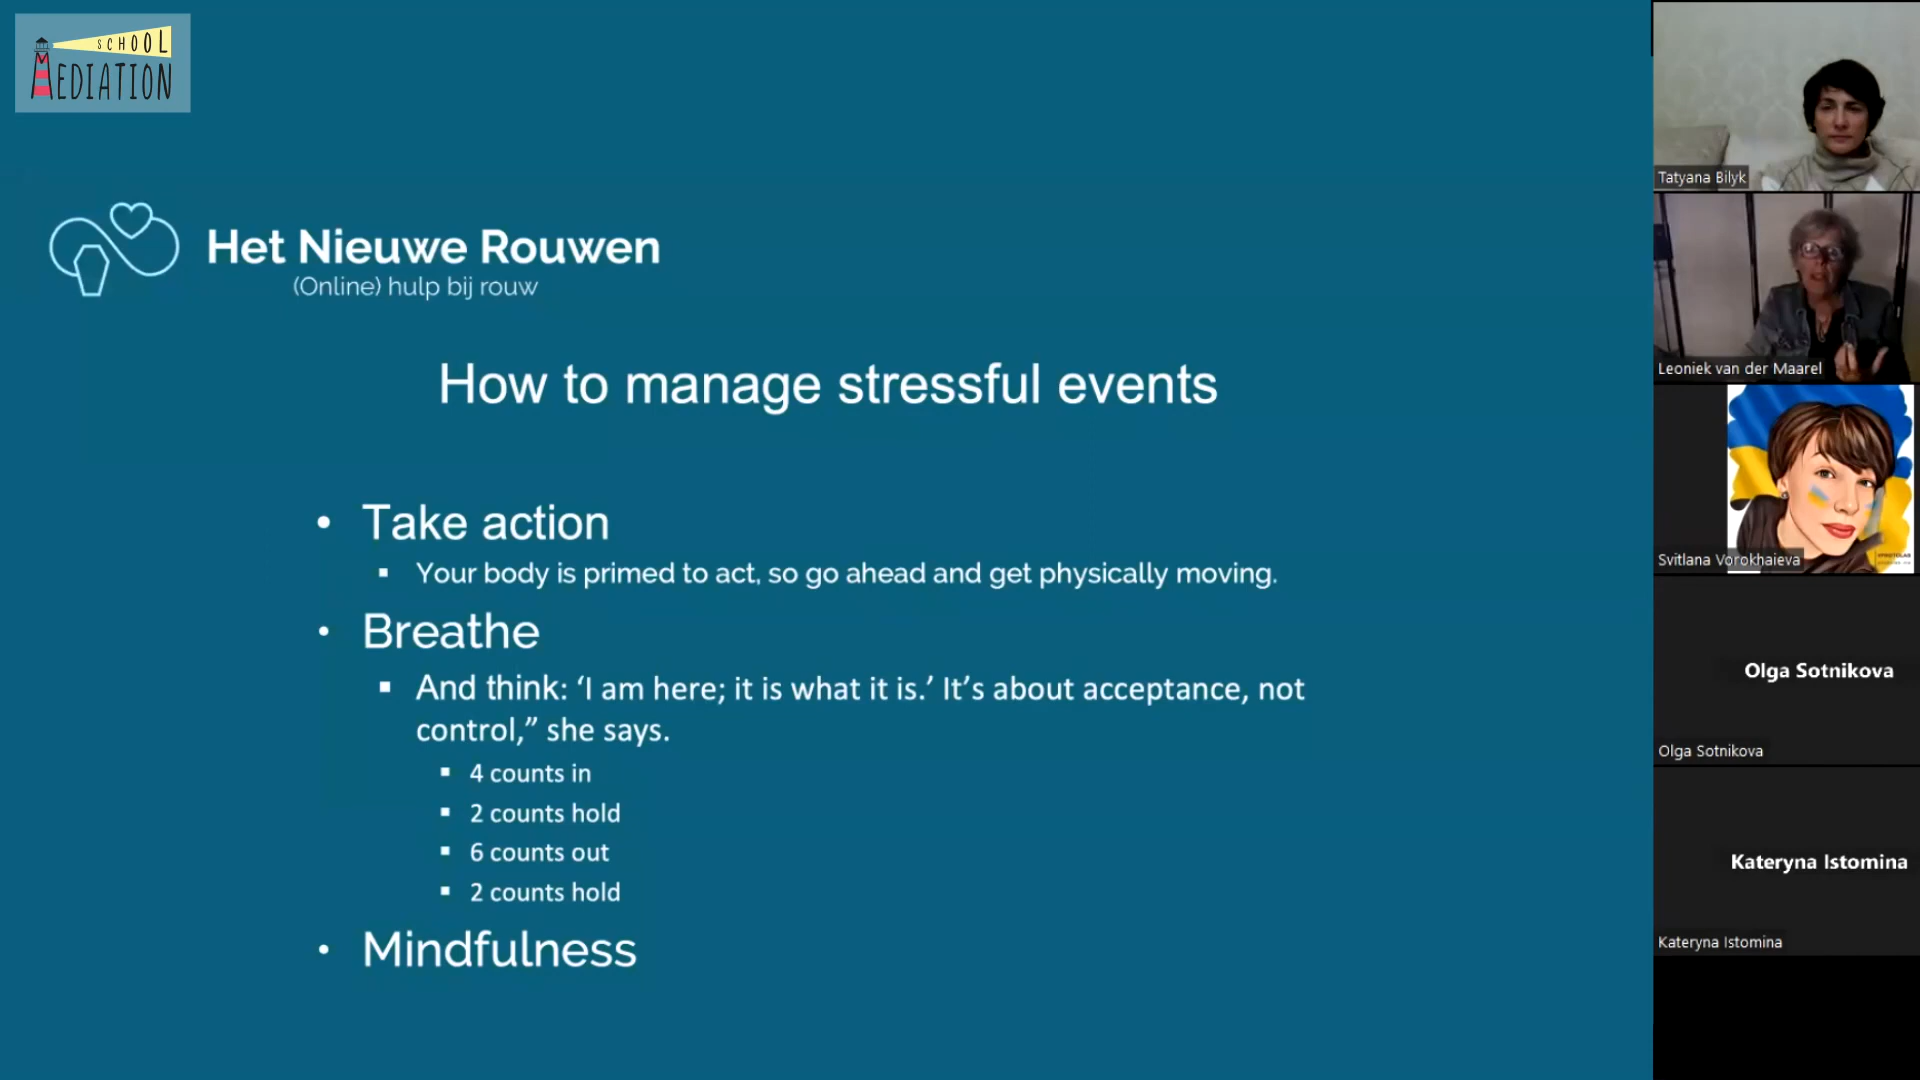 SCHOOL
MEDIATION
Het Nieuwe Rouwen
(Online) hulp bij rouw
How to manage stressful events
• Take action
▪ Your body is primed to act, so go ahead and get physically moving.
• Breathe
▪ And think: ‘I am here; it is what it is.’ It’s about acceptance, not
control,” she says.
▪ 4 counts in
▪ 2 counts hold
▪ 6 counts out
▪ 2 counts hold
• Mindfulness
Tatyana Bilyk
Leoniek van der Maarel
Svitlana Vorokhaieva
Olga Sotnikova
Olga Sotnikova
Kateryna Istomina
Kateryna Istomina